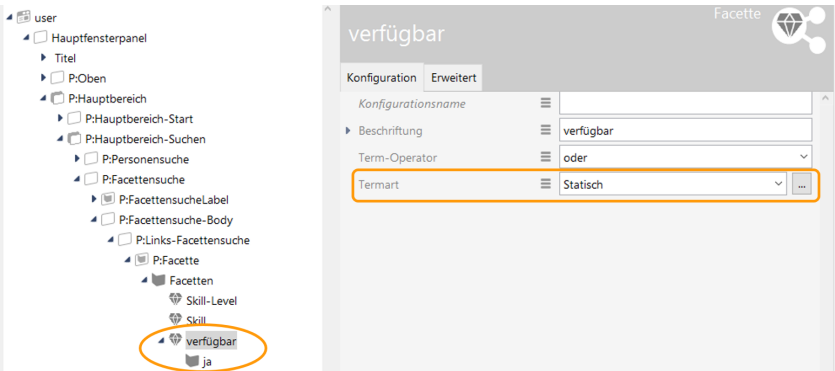 user
Hauptfensterpanel
Titel
P:Oben
P:Hauptbereich
P:Hauptbereich-Start
P:Hauptbereich-Suchen
P:Personensuche
P:Facettensuche
P:FacettensucheLabel
P:Facettensuche-Body
P:Links-Facettensuche
P:Facette
Facetten
Skill-Level
Skill
verfügbar
ja
Facette
verfügbar
Konfiguration Erweitert
Konfigurationsname
Beschriftung verfügbar
Term-Operator oder
Termart Statisch ...